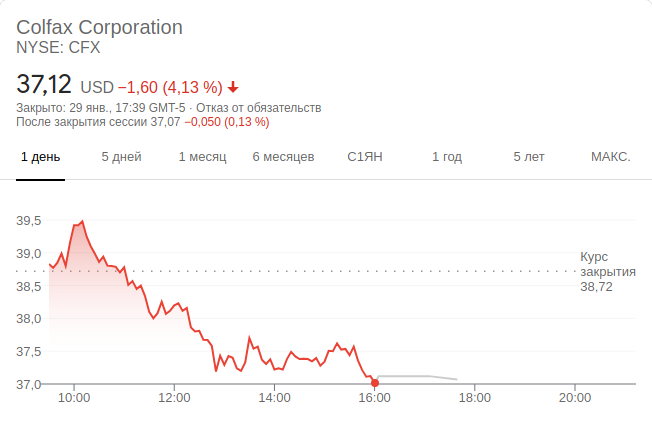 Colfax Corporation
NYSE: CFX
37,12 USD −1,60 (4,13 %)
Закрыто: 29 янв., 17:39 GMT-5 · Отказ от обязательств
После закрытия сессии 37,07 −0,050 (0,13 %)
1 день 5 дней 1 месяц 6 месяцев С1ЯН 1 год 5 лет МАКС.
39,5
39,0
38,5
38,0
37,5
37,0
Курс
закрытия
38,72
10:00 12:00 14:00 16:00 18:00 20:00